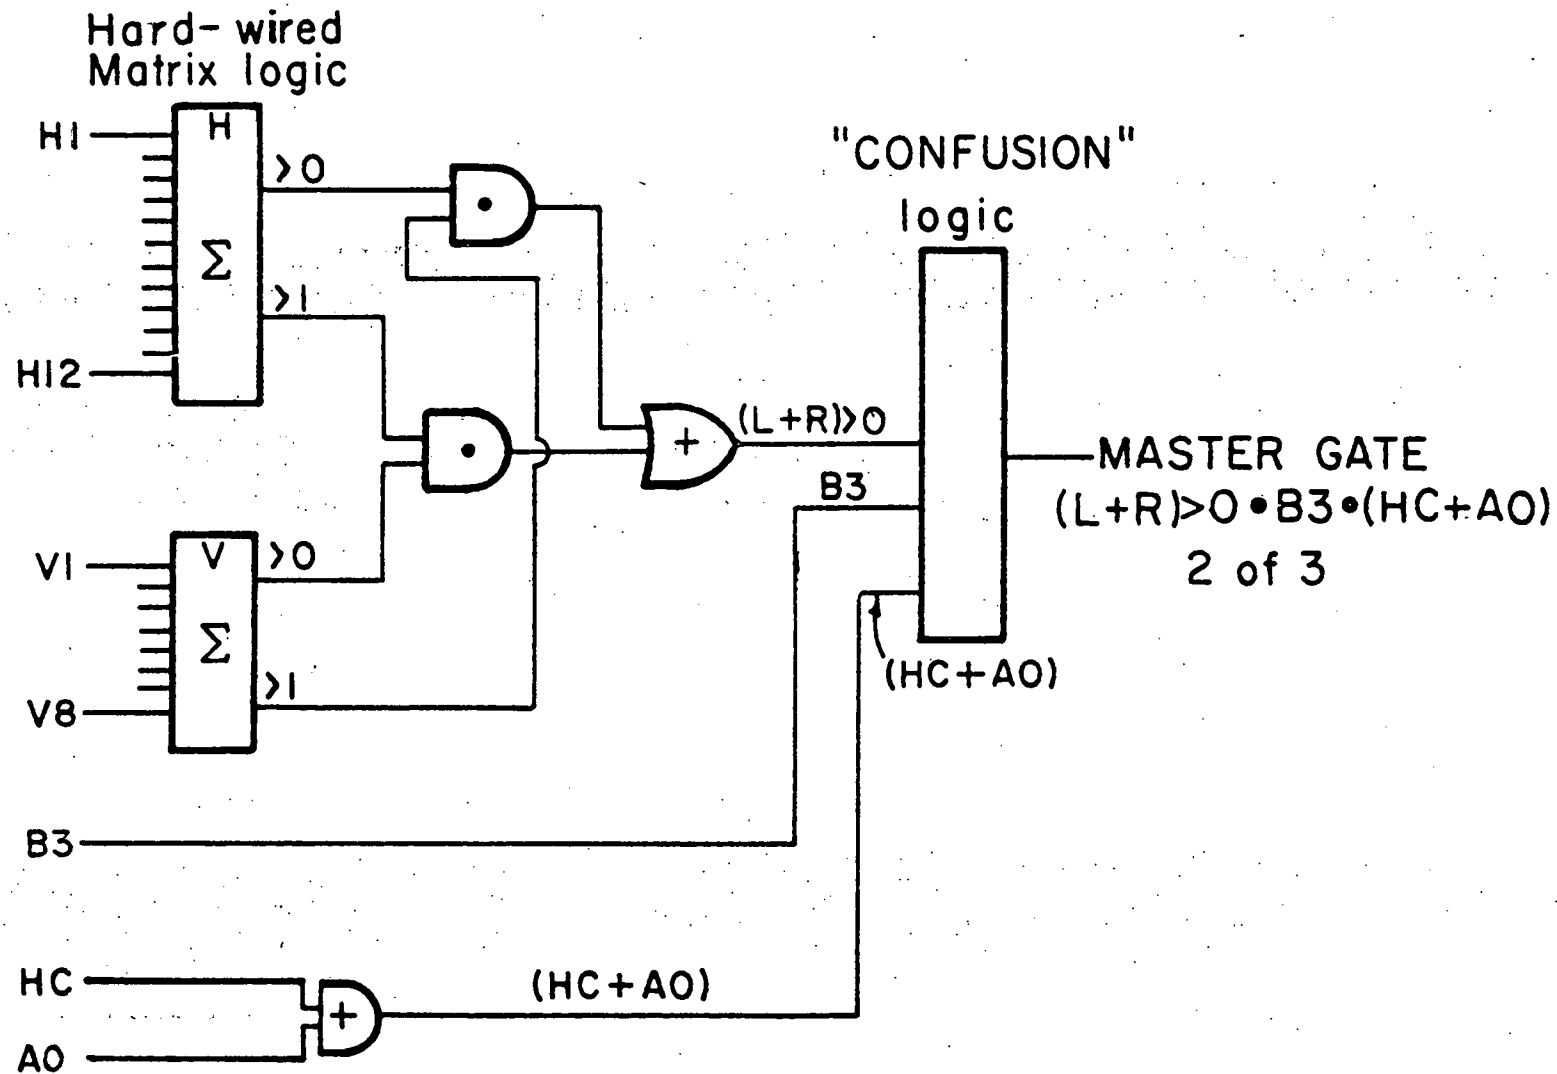 Hard-wired
Matrix logic
H1
H
>0
Σ
>1
H12
"CONFUSION"
logic
•
•
+
(L+R)>0
B3
MASTER GATE
(L+R)>0•B3•(HC+AO)
2 of 3
V1
V
>0
Σ
>1
V8
(HC+AO)
B3
HC
+
(HC+AO)
AO